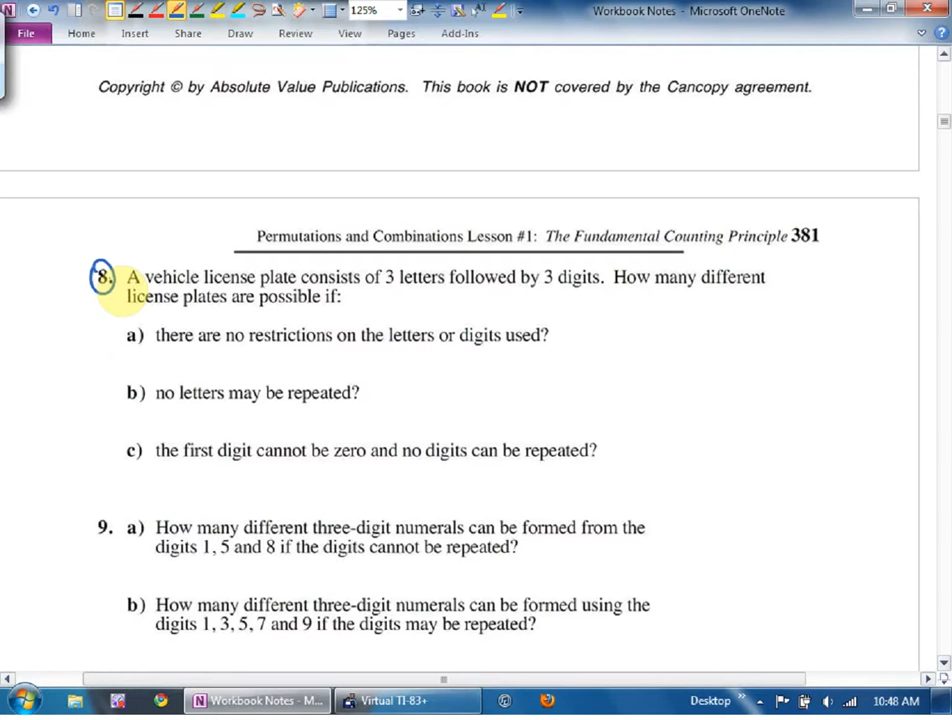 125%
Workbook Notes - Microsoft OneNote
File Home Insert Share Draw Review View Pages Add-Ins
Copyright © by Absolute Value Publications. This book is NOT covered by the Cancopy agreement.
Permutations and Combinations Lesson #1: The Fundamental Counting Principle 381
8. A vehicle license plate consists of 3 letters followed by 3 digits. How many different
license plates are possible if:
a) there are no restrictions on the letters or digits used?
b) no letters may be repeated?
c) the first digit cannot be zero and no digits can be repeated?
9. a) How many different three-digit numerals can be formed from the
digits 1, 5 and 8 if the digits cannot be repeated?
b) How many different three-digit numerals can be formed using the
digits 1, 3, 5, 7 and 9 if the digits may be repeated?
Workbook Notes - M... Virtual TI-83+ Desktop 10:48 AM